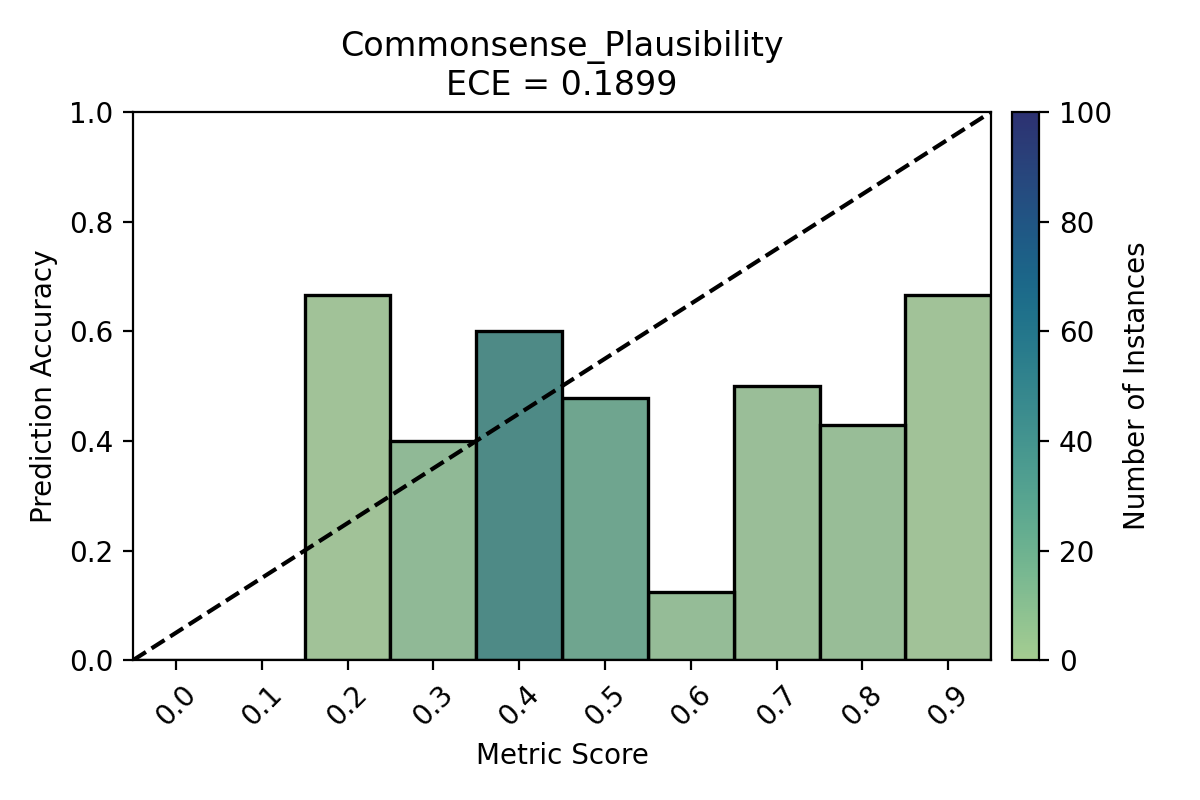 Commonsense_Plausibility
ECE = 0.1899
1.0
0.8
0.6
0.4
0.2
0.0
Prediction Accuracy
0.0 0.1 0.2 0.3 0.4 0.5 0.6 0.7 0.8 0.9
Metric Score
100
80
60
40
20
0
Number of Instances